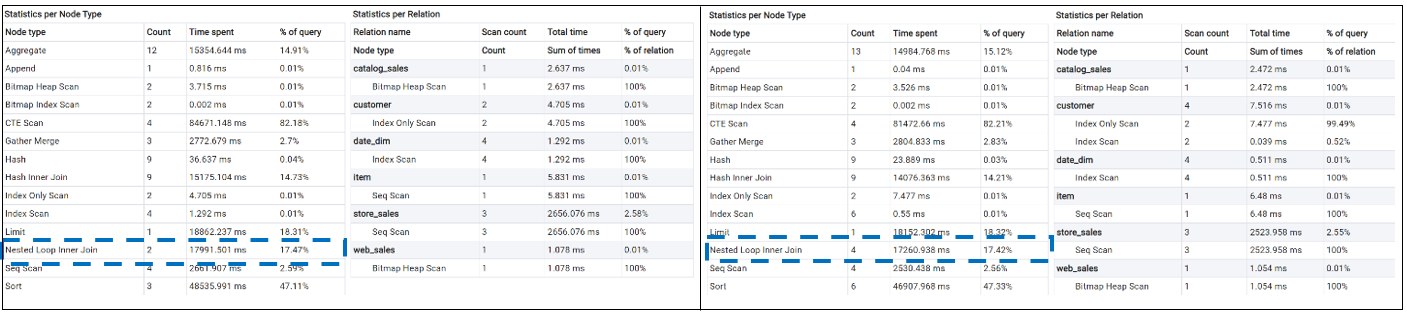 Statistics per Node Type
Node type Count Time spent % of query
Aggregate 12 15354.644 ms 14.91%
Append 1 0.816 ms 0.01%
Bitmap Heap Scan 2 3.715 ms 0.01%
Bitmap Index Scan 2 0.002 ms 0.01%
CTE Scan 4 84671.148 ms 82.18%
Gather Merge 3 2772.679 ms 2.7%
Hash 9 36.637 ms 0.04%
Hash Inner Join 9 15175.104 ms 14.73%
Index Only Scan 2 4.705 ms 0.01%
Index Scan 4 1.292 ms 0.01%
Limit 1 18862.237 ms 18.31%
Nested Loop Inner Join 2 17991.501 ms 17.47%
Seq Scan 4 2661.907 ms 2.59%
Sort 3 48535.991 ms 47.11%
Statistics per Relation
Relation name Scan count Total time % of query
Node type Count Sum of times % of relation
catalog_sales 1 2.637 ms 0.01%
Bitmap Heap Scan 1 2.637 ms 100%
customer 2 4.705 ms 0.01%
Index Only Scan 2 4.705 ms 100%
date_dim 4 1.292 ms 0.01%
Index Scan 4 1.292 ms 100%
item 1 5.831 ms 0.01%
Seq Scan 1 5.831 ms 100%
store_sales 3 2656.076 ms 2.58%
Seq Scan 3 2656.076 ms 100%
web_sales 1 1.078 ms 0.01%
Bitmap Heap Scan 1 1.078 ms 100%
Statistics per Node Type
Node type Count Time spent % of query
Aggregate 13 14984.768 ms 15.12%
Append 1 0.04 ms 0.01%
Bitmap Heap Scan 2 3.526 ms 0.01%
Bitmap Index Scan 2 0.002 ms 0.01%
CTE Scan 4 81472.66 ms 82.21%
Gather Merge 3 2804.833 ms 2.83%
Hash 9 23.889 ms 0.03%
Hash Inner Join 9 14076.363 ms 14.21%
Index Only Scan 2 7.477 ms 0.01%
Index Scan 6 0.55 ms 0.01%
Limit 1 18152.302 ms 18.32%
Nested Loop Inner Join 4 17260.938 ms 17.42%
Seq Scan 4 2530.438 ms 2.56%
Sort 6 46907.968 ms 47.33%
Statistics per Relation
Relation name Scan count Total time % of query
Node type Count Sum of times % of relation
catalog_sales 1 2.472 ms 0.01%
Bitmap Heap Scan 1 2.472 ms 100%
customer 4 7.516 ms 0.01%
Index Only Scan 2 7.477 ms 99.49%
Index Scan 2 0.039 ms 0.52%
date_dim 4 0.511 ms 0.01%
Index Scan 4 0.511 ms 100%
item 1 6.48 ms 0.01%
Seq Scan 1 6.48 ms 100%
store_sales 3 2523.958 ms 2.55%
Seq Scan 3 2523.958 ms 100%
web_sales 1 1.054 ms 0.01%
Bitmap Heap Scan 1 1.054 ms 100%